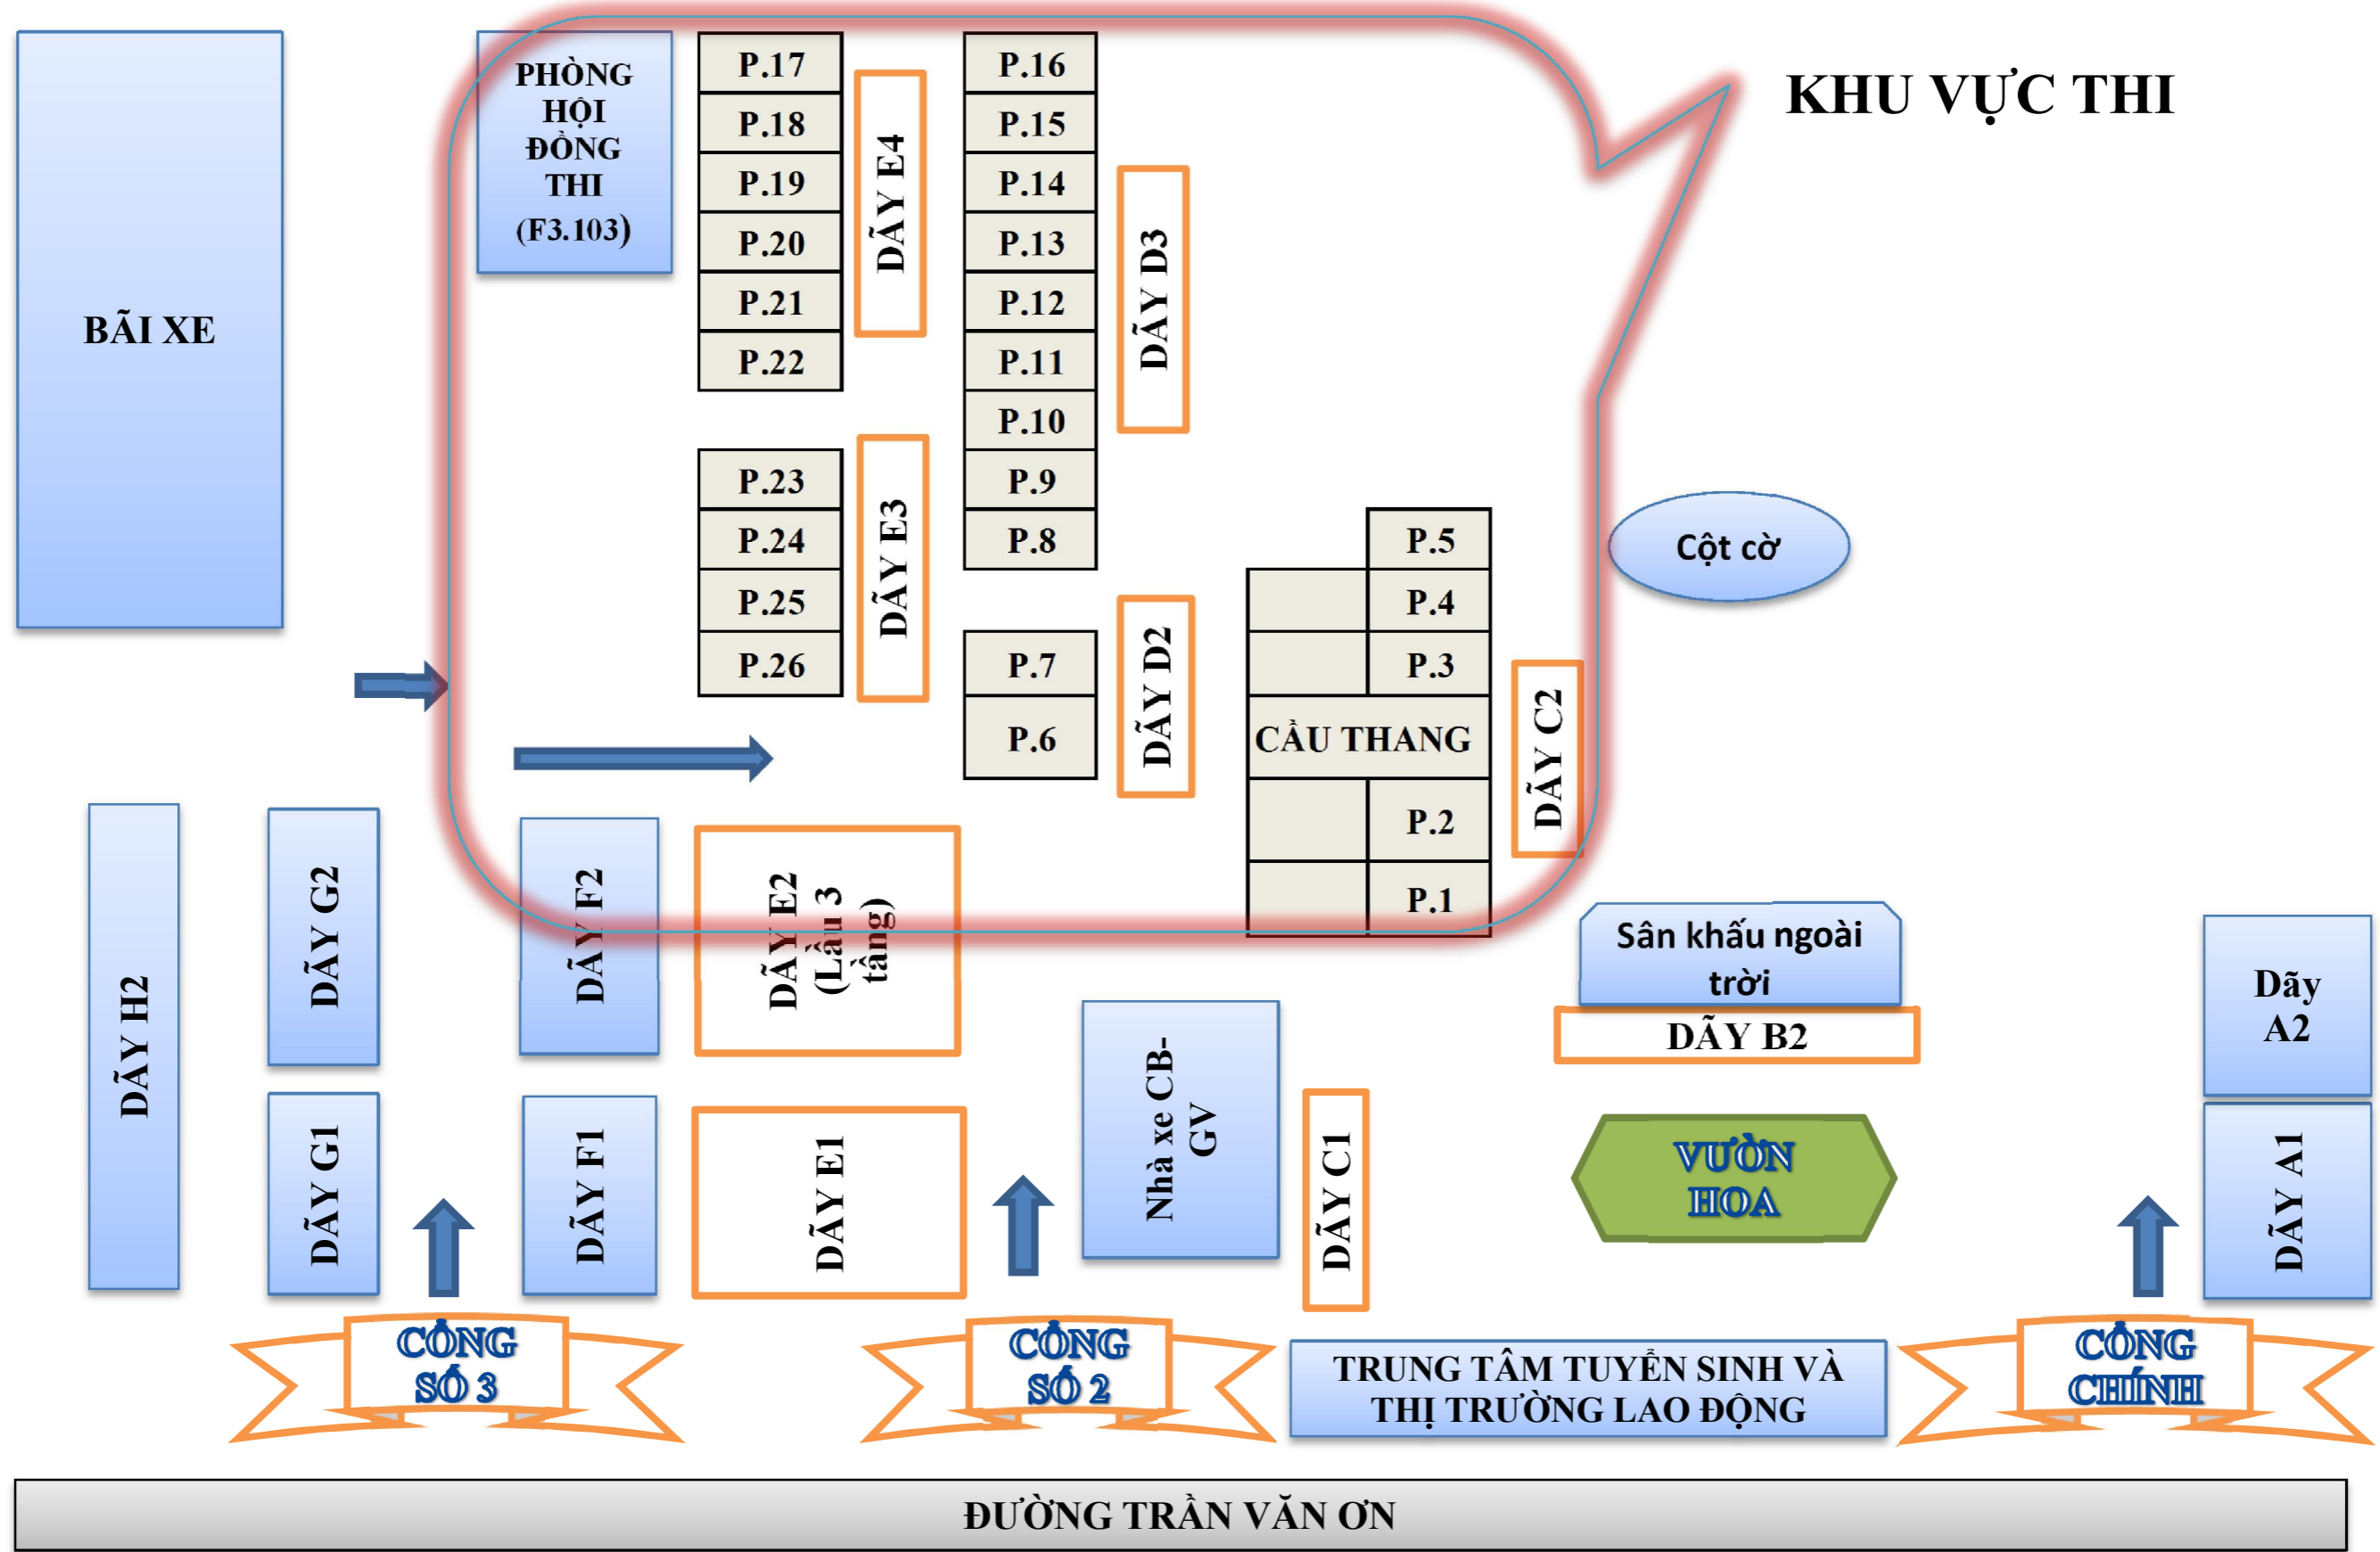 KHU VỰC THI
BÃI XE
PHÒNG
HỘI
ĐỒNG
THI
(F3.103)
P.17
P.18
P.19
P.20
P.21
P.22
DÃY E4
P.16
P.15
P.14
P.13
P.12
P.11
P.10
P.9
P.8
DÃY D3
P.23
P.24
P.25
P.26
DÃY E3
P.7
P.6
DÃY D2
P.5
P.4
P.3
CẦU THANG
P.2
P.1
DÃY C2
Cột cờ
DÃY H2
DÃY G2
DÃY F2
DÃY E2
(Lầu 3
tầng)
Sân khấu ngoài
trời
DÃY B2
Dãy
A2
DÃY G1
DÃY F1
DÃY E1
Nhà xe CB-
GV
DÃY C1
VƯỜN
HOA
DÃY A1
CỔNG
SỐ 3
CỔNG
SỐ 2
TRUNG TÂM TUYỂN SINH VÀ
THỊ TRƯỜNG LAO ĐỘNG
CỔNG
CHÍNH
ĐƯỜNG TRẦN VĂN ƠN